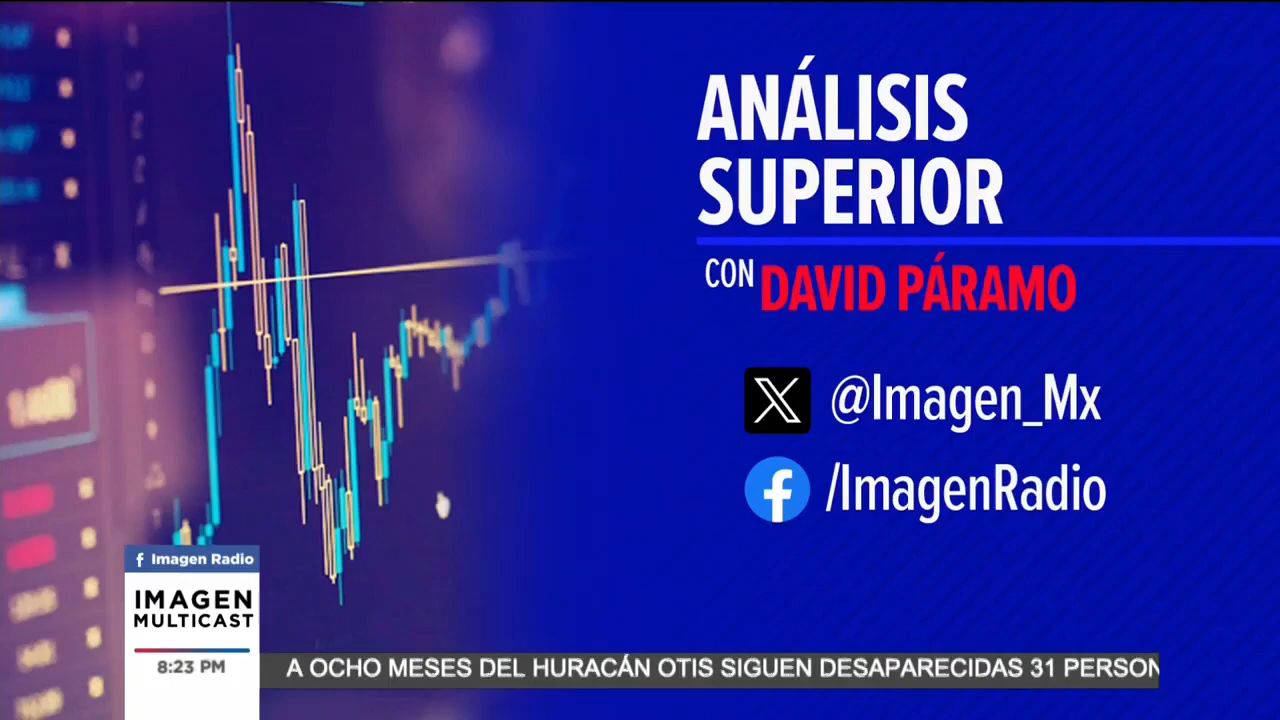 ANÁLISIS
SUPERIOR
CON DAVID PÁRAMO
@Imagen_Mx
/ImagenRadio
f Imagen Radio
IMAGEN
MULTICAST
8:23 PM
A OCHO MESES DEL HURACÁN OTIS SIGUEN DESAPARECIDAS 31 PERSON